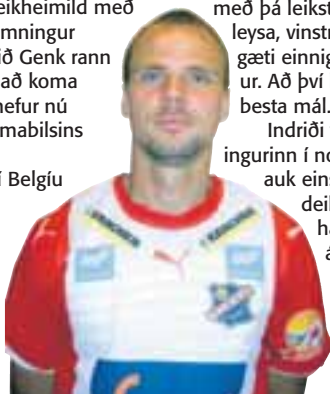 eikheimild með
mningur
ið Genk rann
að koma
hefur nú
mabilsins
í Belgíu
með þá leikst
leysa, vinstr
gæti einnig
ur. Að því
besta mál.
Indriði
ingurinn í no
auk eins
deil
ha
á